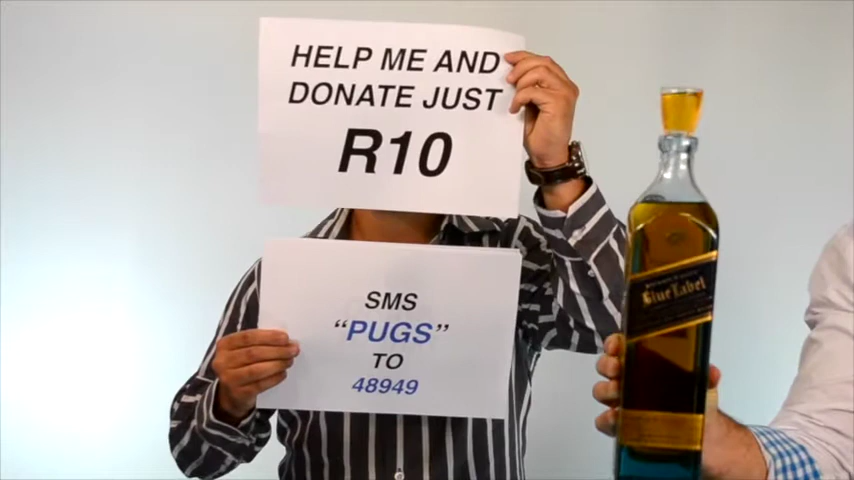 HELP ME AND
DONATE JUST
R10
SMS
“PUGS”
TO
48949
Blue Label